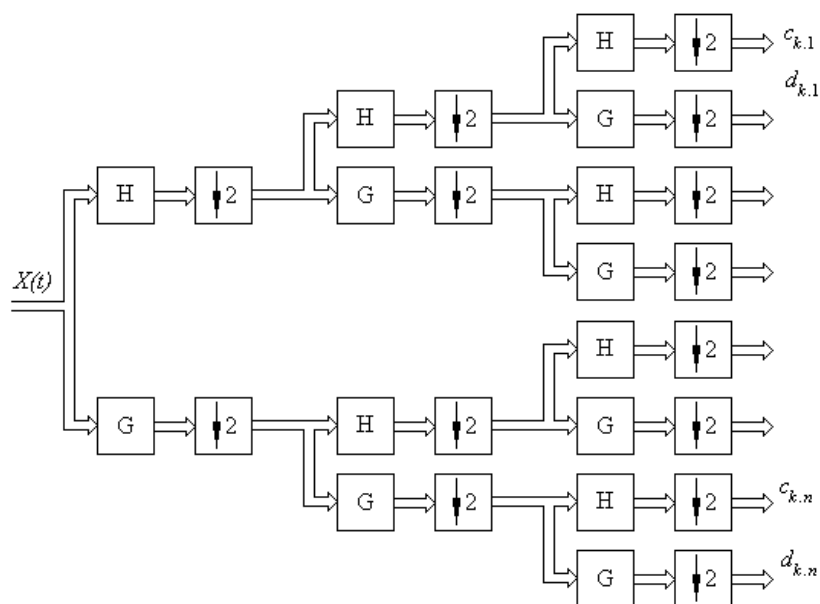 H ↓2 c_{k.1}
d_{k.1}
H ↓2 G ↓2
H ↓2 G ↓2 H ↓2
G ↓2
X(t)
H ↓2
G ↓2 H ↓2 G ↓2
G ↓2 H ↓2 c_{k.n}
G ↓2 d_{k.n}